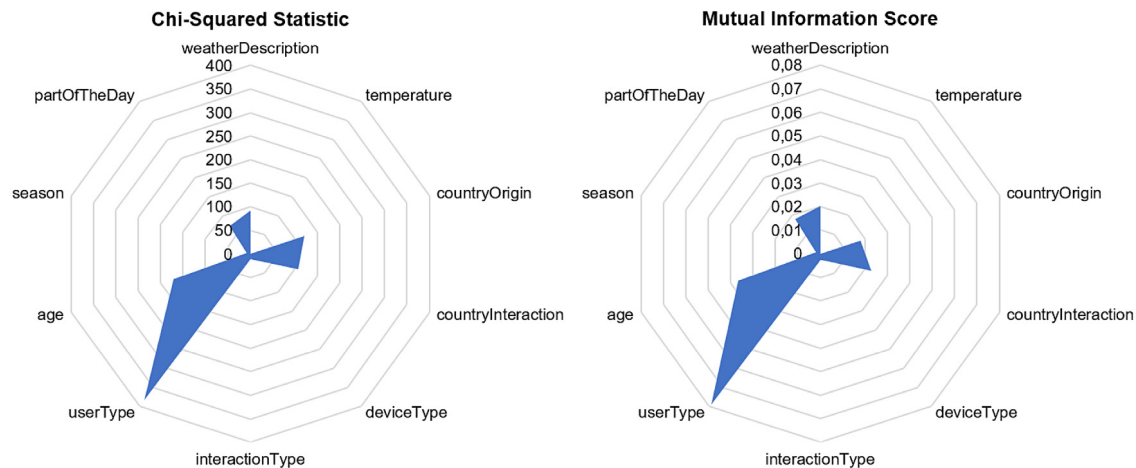 Chi-Squared Statistic
weatherDescription
400
350
300
250
200
150
100
50
0
temperature
countryOrigin
countryInteraction
deviceType
interactionType
userType
age
season
partOfTheDay
Mutual Information Score
weatherDescription
0,08
0,07
0,06
0,05
0,04
0,03
0,02
0,01
0
temperature
countryOrigin
countryInteraction
deviceType
interactionType
userType
age
season
partOfTheDay